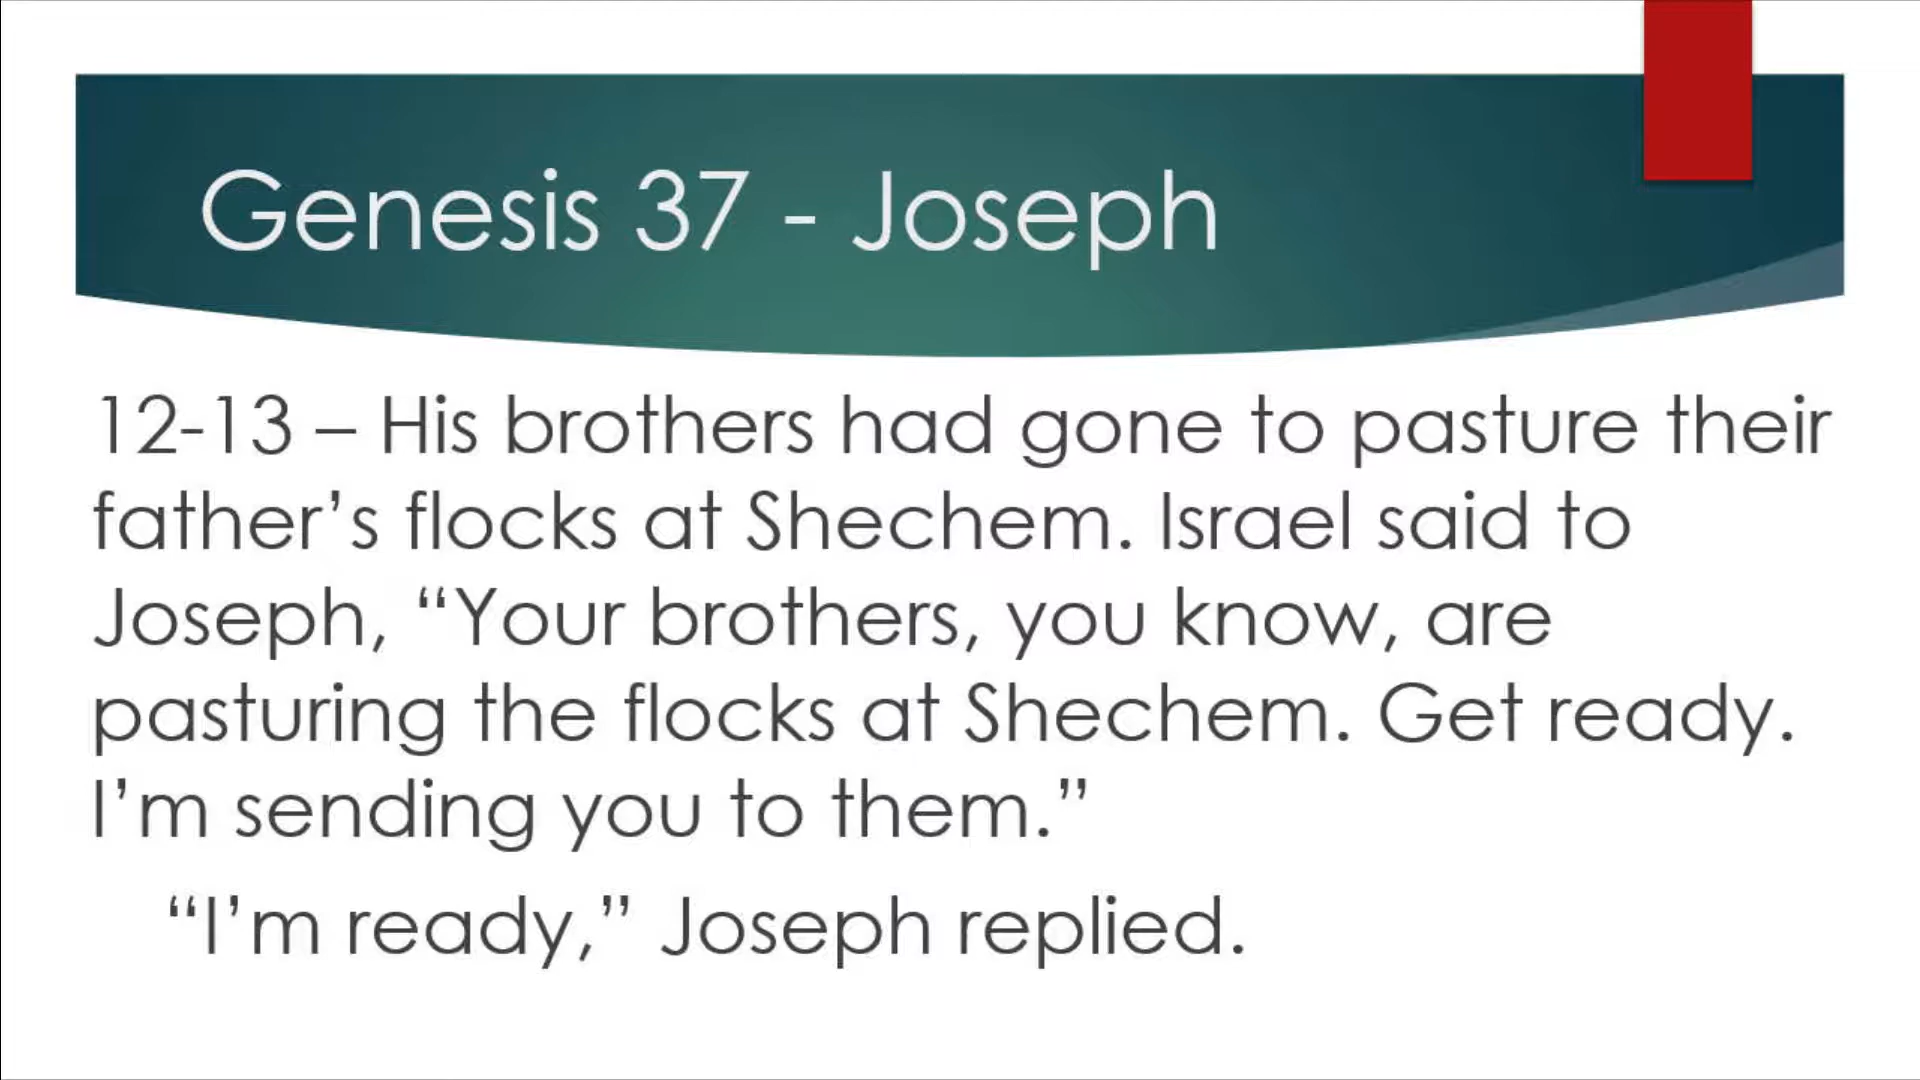 Genesis 37 - Joseph
12-13 – His brothers had gone to pasture their
father’s flocks at Shechem. Israel said to
Joseph, “Your brothers, you know, are
pasturing the flocks at Shechem. Get ready.
I’m sending you to them.”
“I’m ready,” Joseph replied.